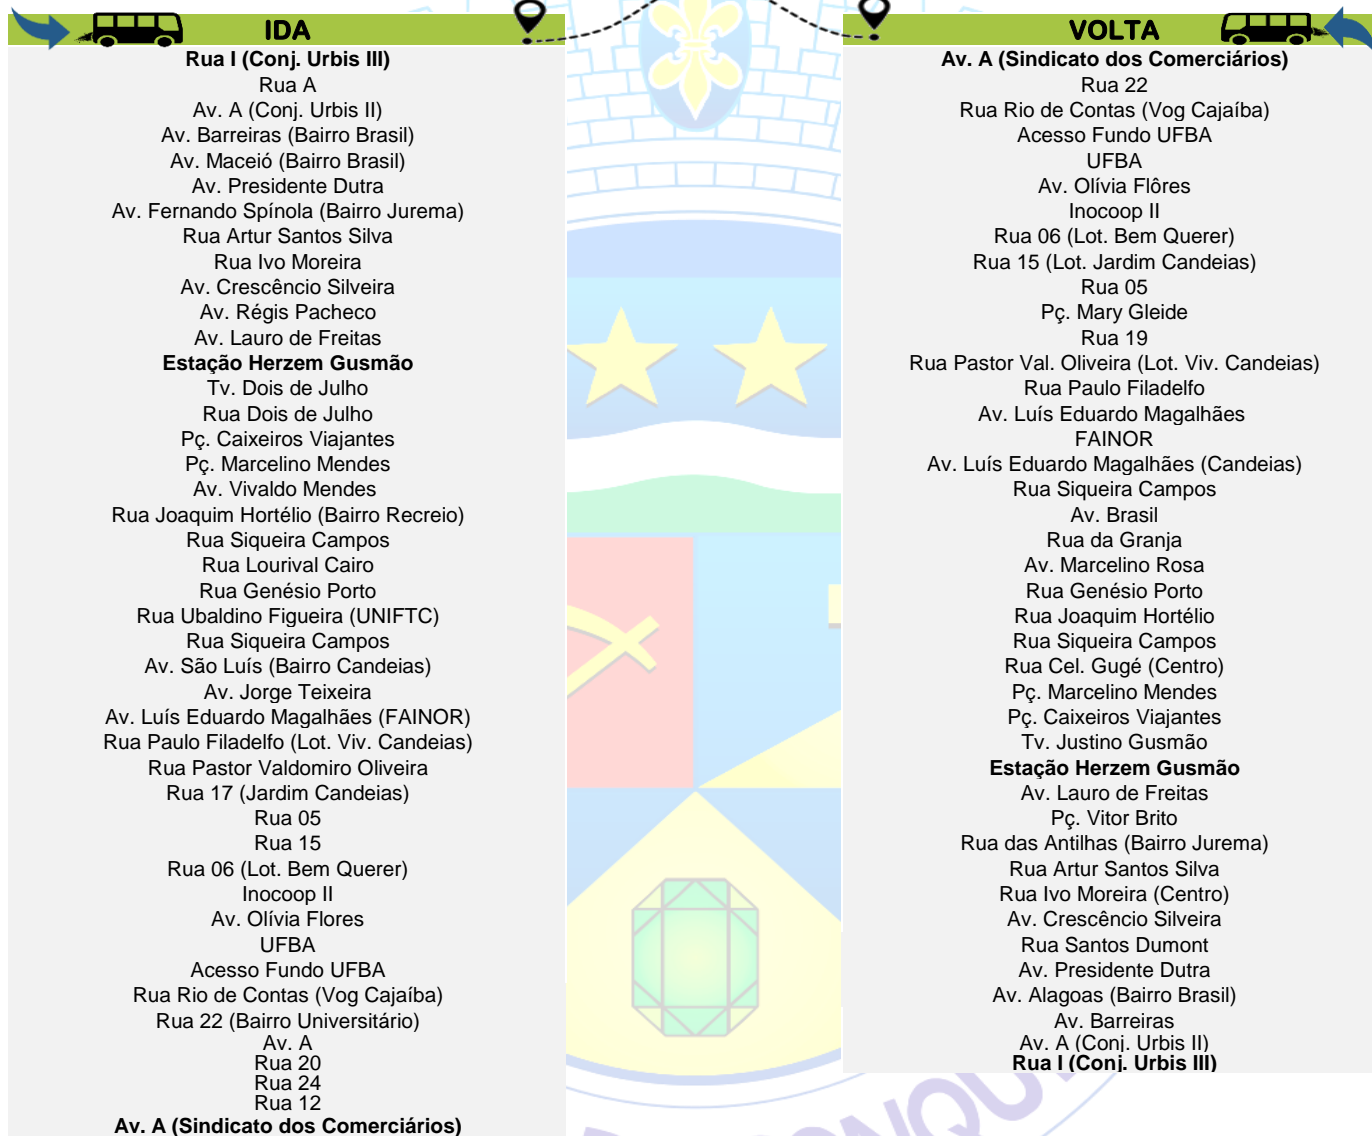 IDA
Rua I (Conj. Urbis III)
Rua A
Av. A (Conj. Urbis II)
Av. Barreiras (Bairro Brasil)
Av. Maceió (Bairro Brasil)
Av. Presidente Dutra
Av. Fernando Spínola (Bairro Jurema)
Rua Artur Santos Silva
Rua Ivo Moreira
Av. Crescêncio Silveira
Av. Régis Pacheco
Av. Lauro de Freitas
Estação Herzem Gusmão
Tv. Dois de Julho
Rua Dois de Julho
Pç. Caixeiros Viajantes
Pç. Marcelino Mendes
Av. Vivaldo Mendes
Rua Joaquim Hortélio (Bairro Recreio)
Rua Siqueira Campos
Rua Lourival Cairo
Rua Genésio Porto
Rua Ubaldino Figueira (UNIFTC)
Rua Siqueira Campos
Av. São Luís (Bairro Candeias)
Av. Jorge Teixeira
Av. Luís Eduardo Magalhães (FAINOR)
Rua Paulo Filadelfo (Lot. Viv. Candeias)
Rua Pastor Valdomiro Oliveira
Rua 17 (Jardim Candeias)
Rua 05
Rua 15
Rua 06 (Lot. Bem Querer)
Inocoop II
Av. Olívia Flores
UFBA
Acesso Fundo UFBA
Rua Rio de Contas (Vog Cajaíba)
Rua 22 (Bairro Universitário)
Av. A
Rua 20
Rua 24
Rua 12
Av. A (Sindicato dos Comerciários)
VOLTA
Av. A (Sindicato dos Comerciários)
Rua 22
Rua Rio de Contas (Vog Cajaíba)
Acesso Fundo UFBA
UFBA
Av. Olívia Flôres
Inocoop II
Rua 06 (Lot. Bem Querer)
Rua 15 (Lot. Jardim Candeias)
Rua 05
Pç. Mary Gleide
Rua 19
Rua Pastor Val. Oliveira (Lot. Viv. Candeias)
Rua Paulo Filadelfo
Av. Luís Eduardo Magalhães
FAINOR
Av. Luís Eduardo Magalhães (Candeias)
Rua Siqueira Campos
Av. Brasil
Rua da Granja
Av. Marcelino Rosa
Rua Genésio Porto
Rua Joaquim Hortélio
Rua Siqueira Campos
Rua Cel. Gugé (Centro)
Pç. Marcelino Mendes
Pç. Caixeiros Viajantes
Tv. Justino Gusmão
Estação Herzem Gusmão
Av. Lauro de Freitas
Pç. Vitor Brito
Rua das Antilhas (Bairro Jurema)
Rua Artur Santos Silva
Rua Ivo Moreira (Centro)
Av. Crescêncio Silveira
Rua Santos Dumont
Av. Presidente Dutra
Av. Alagoas (Bairro Brasil)
Av. Barreiras
Av. A (Conj. Urbis II)
Rua I (Conj. Urbis III)